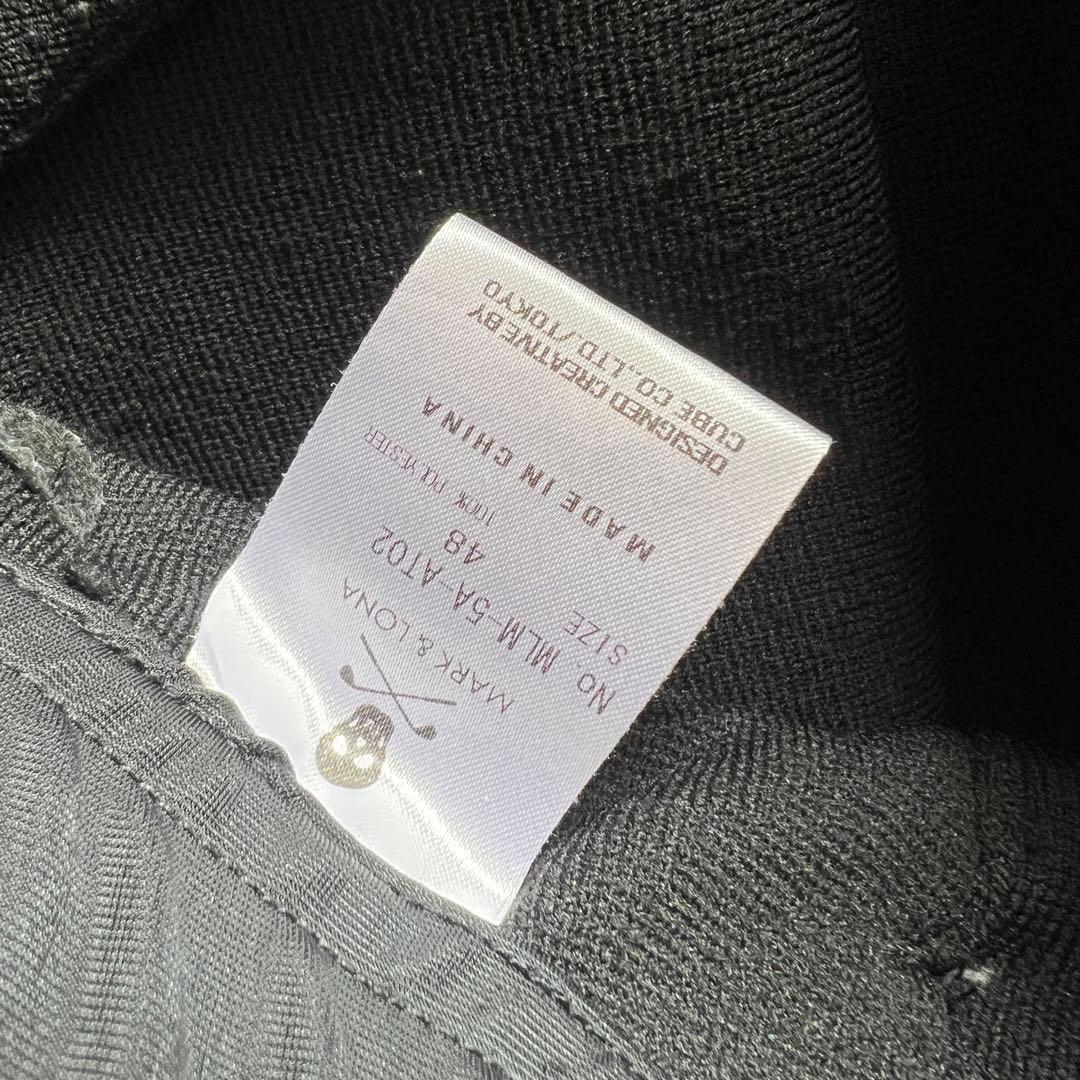 MARK & LONA
No. MLM-5A-AT02
SIZE 48
100% POLYESTER
MADE IN CHINA
DESIGNED CREATIVE BY
CUBE CO.,LTD./TOKYO